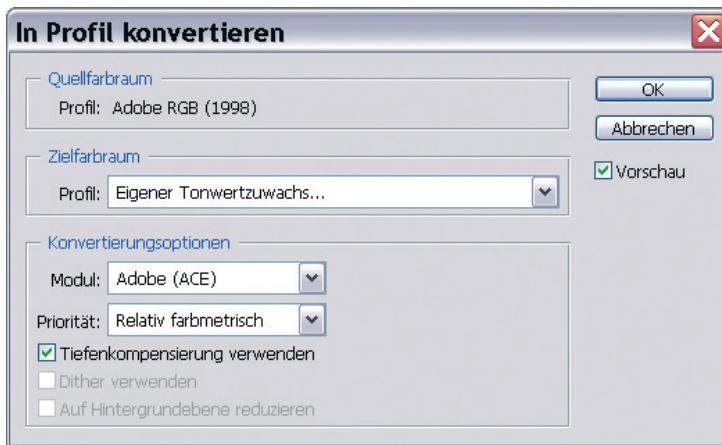 In Profil konvertieren
Quellfarbraum
Profil: Adobe RGB (1998)
OK
Abbrechen
Vorschau
Zielfarbraum
Profil: Eigener Tonwertzuwachs...
Konvertierungsoptionen
Modul: Adobe (ACE)
Priorität: Relativ farbmetrisch
Tiefenkompensierung verwenden
Dither verwenden
Auf Hintergrundebene reduzieren